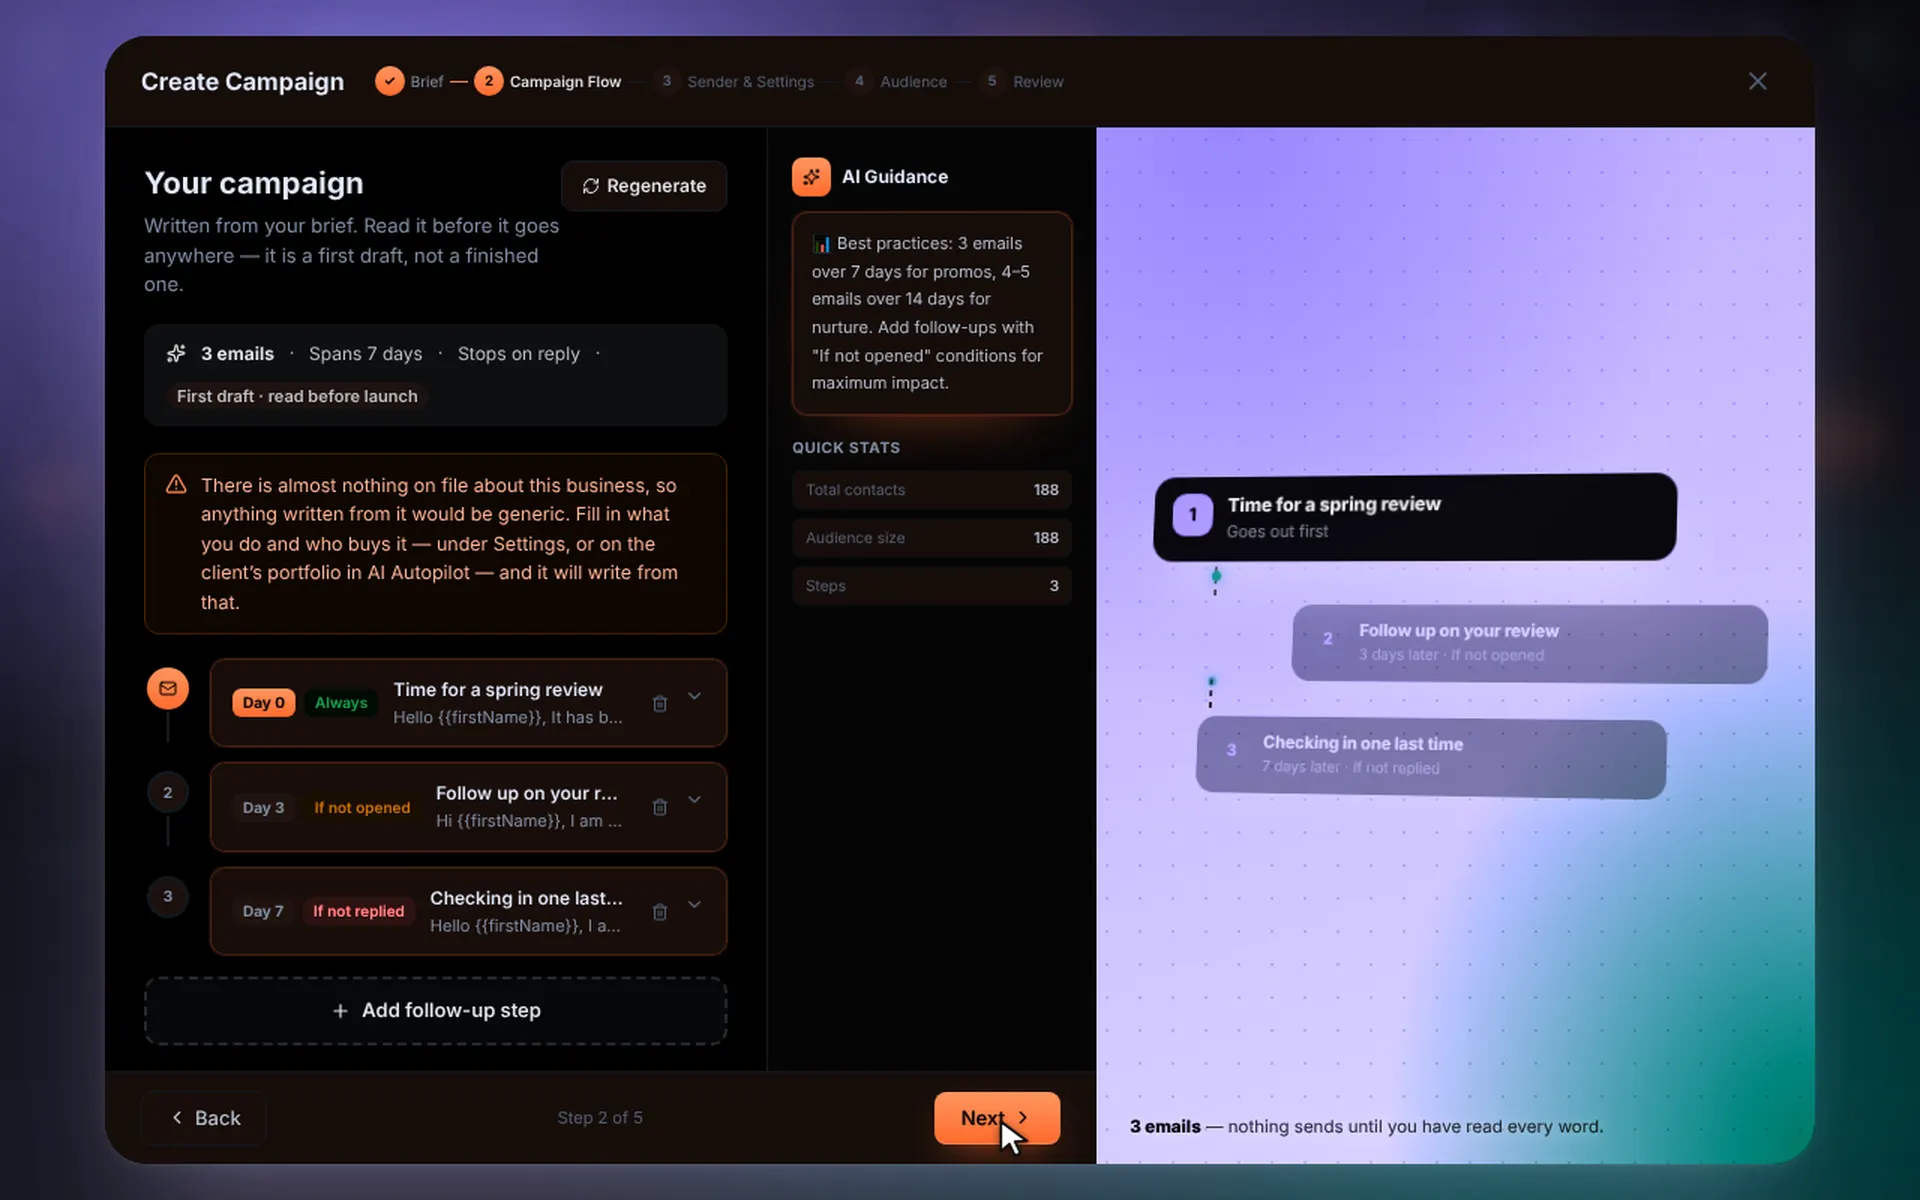 Create Campaign
Brief
2 Campaign Flow
3 Sender & Settings
4 Audience
5 Review
Your campaign
Regenerate
Written from your brief. Read it before it goes
anywhere — it is a first draft, not a finished
one.
3 emails · Spans 7 days · Stops on reply ·
First draft · read before launch
There is almost nothing on file about this business, so
anything written from it would be generic. Fill in what
you do and who buys it — under Settings, or on the
client's portfolio in AI Autopilot — and it will write from
that.
Day 0 Always
Time for a spring review
Hello {{firstName}}, It has b...
2
Day 3 If not opened
Follow up on your r...
Hi {{firstName}}, I am ...
3
Day 7 If not replied
Checking in one last...
Hello {{firstName}}, I a...
+ Add follow-up step
Back
Step 2 of 5
Next
AI Guidance
📊 Best practices: 3 emails
over 7 days for promos, 4–5
emails over 14 days for
nurture. Add follow-ups with
"If not opened" conditions for
maximum impact.
QUICK STATS
Total contacts 188
Audience size 188
Steps 3
1
Time for a spring review
Goes out first
2
Follow up on your review
3 days later · If not opened
3
Checking in one last time
7 days later · If not replied
3 emails — nothing sends until you have read every word.